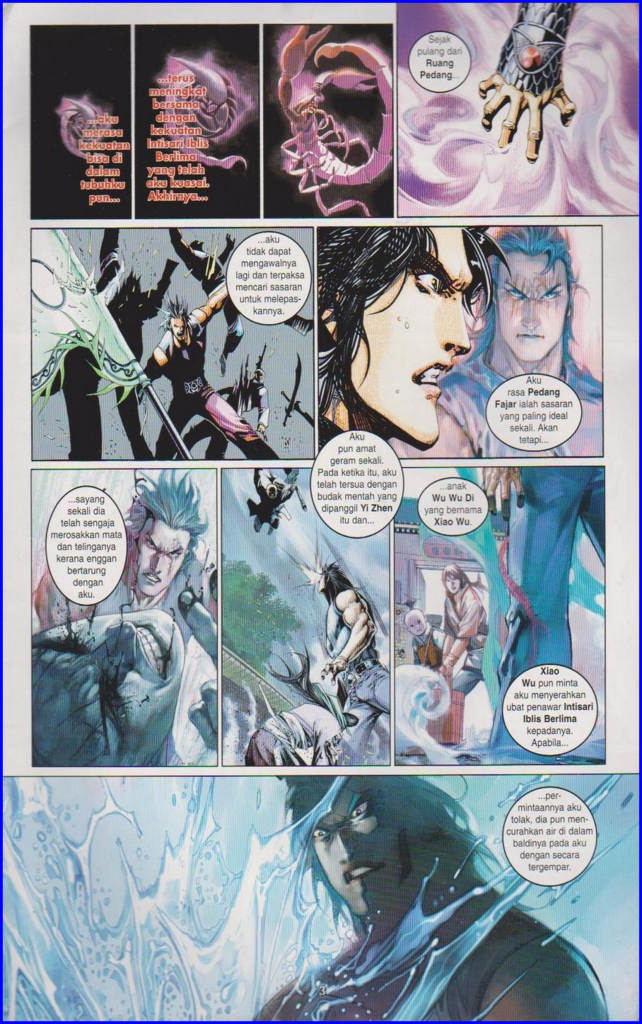 Sejak
pulang dari
Ruang
Pedang...
...aku
merasa
kekuatan
bisa di
dalam
tubuhku
pun...
...terus
meningkat
bersama
dengan
kekuatan
Intisari Iblis
Berlima
yang telah
aku kuasai.
Akhirnya...
...aku
tidak dapat
mengawalnya
lagi dan terpaksa
mencari sasaran
untuk melepas-
kannya.
Aku
rasa Pedang
Fajar ialah sasaran
yang paling ideal
sekali. Akan
tetapi...
...sayang
sekali dia
telah sengaja
merosakkan mata
dan telinganya
kerana enggan
bertarung
dengan
aku.
Aku
pun amat
geram sekali.
Pada ketika itu, aku
telah tersua dengan
budak mentah yang
dipanggil Yi Zhen
itu dan...
...anak
Wu Wu Di
yang bernama
Xiao Wu.
Xiao
Wu pun minta
aku menyerahkan
ubat penawar Intisari
Iblis Berlima
kepadanya.
Apabila...
...per-
mintaannya aku
tolak, dia pun men-
curahkan air di dalam
baldinya pada aku
dengan secara
tergempar.
3